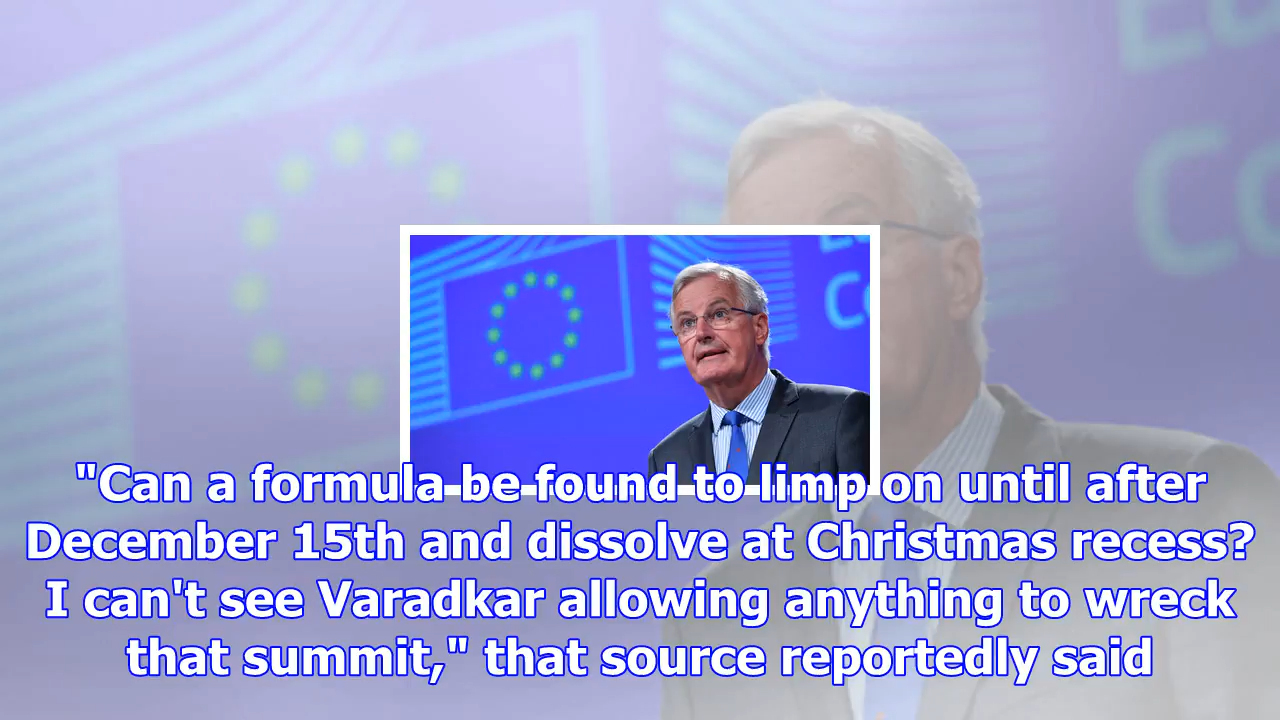 "Can a formula be found to limp on until after
December 15th and dissolve at Christmas recess?
I can't see Varadkar allowing anything to wreck
that summit," that source reportedly said